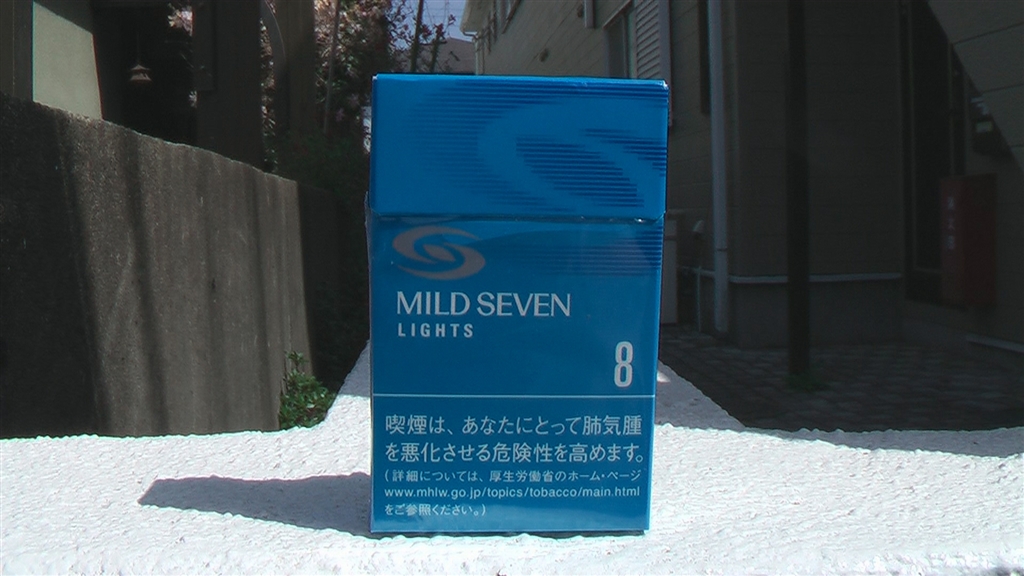 MILD SEVEN
LIGHTS
8
喫煙は、あなたにとって肺気腫
を悪化させる危険性を高めます。
(詳細については、厚生労働省のホーム・ページ
www.mhlw.go.jp/topics/tobacco/main.html
をご参照ください。)